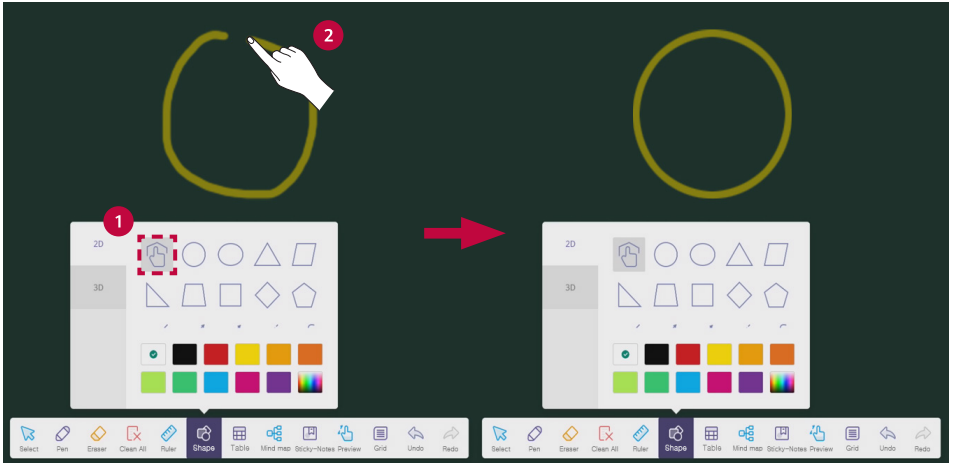 2
1
2D
3D
Select Pen Eraser Clean All Ruler Shape Table Mind map Sticky-Notes Preview Grid Undo Redo
2D
3D
Select Pen Eraser Clean All Ruler Shape Table Mind map Sticky-Notes Preview Grid Undo Redo